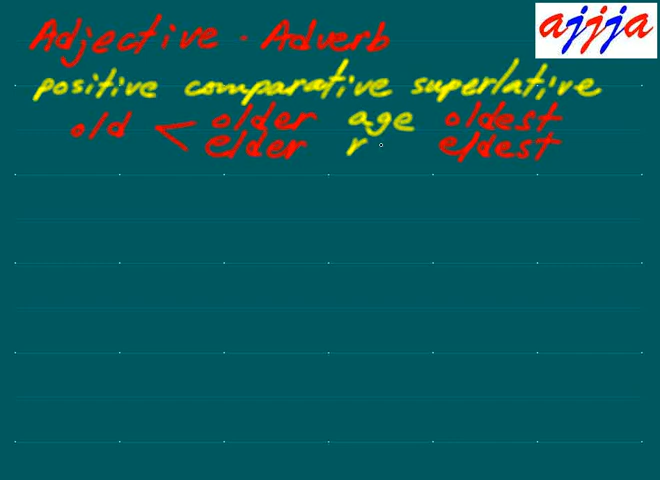 ajjja
Adjective . Adverb
positive comparative superlative
old < older age oldest
elder r eldest